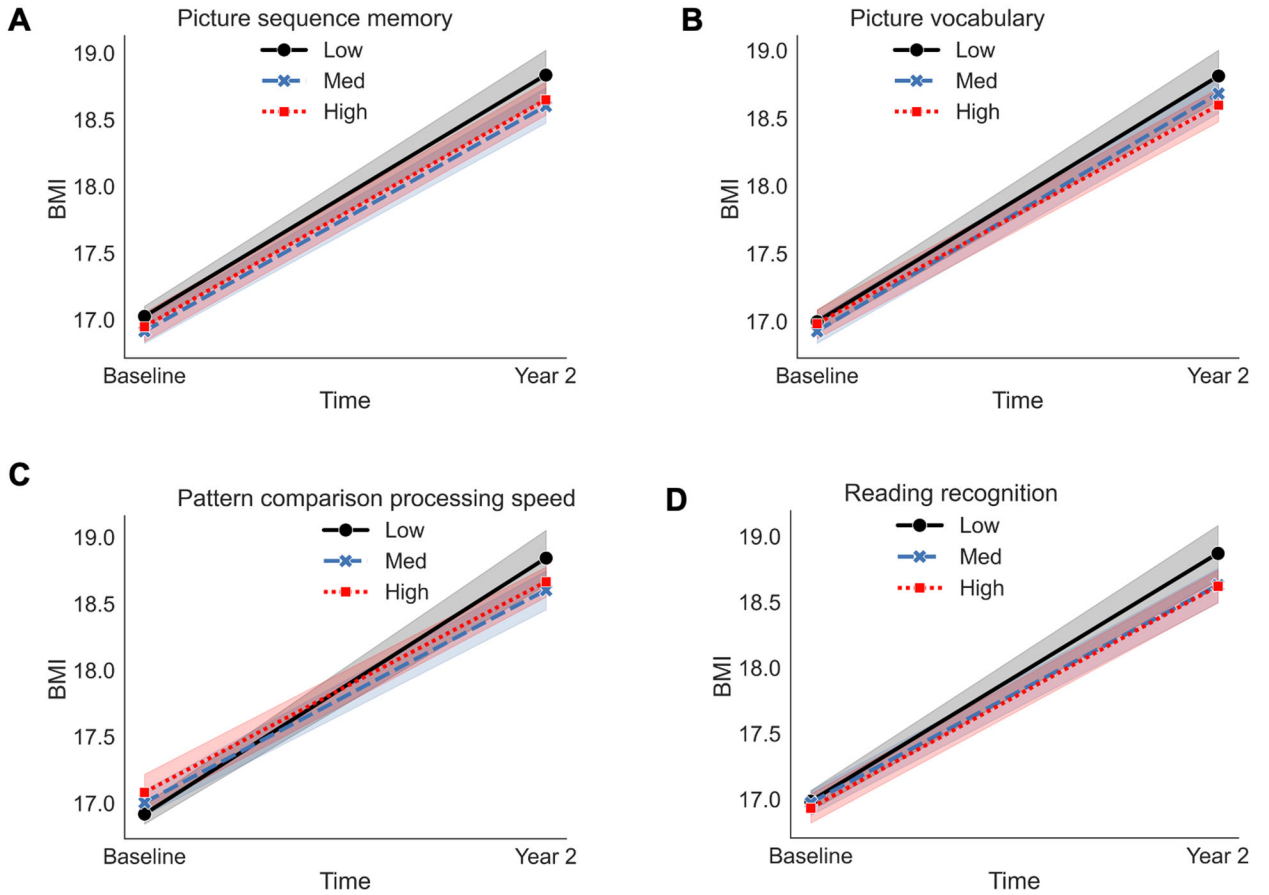 A
Picture sequence memory
Low
Med
High
19.0
18.5
18.0
17.5
17.0
BMI
Baseline
Year 2
Time
B
Picture vocabulary
Low
Med
High
19.0
18.5
18.0
17.5
17.0
BMI
Baseline
Year 2
Time
C
Pattern comparison processing speed
Low
Med
High
19.0
18.5
18.0
17.5
17.0
BMI
Baseline
Year 2
Time
D
Reading recognition
Low
Med
High
19.0
18.5
18.0
17.5
17.0
BMI
Baseline
Year 2
Time